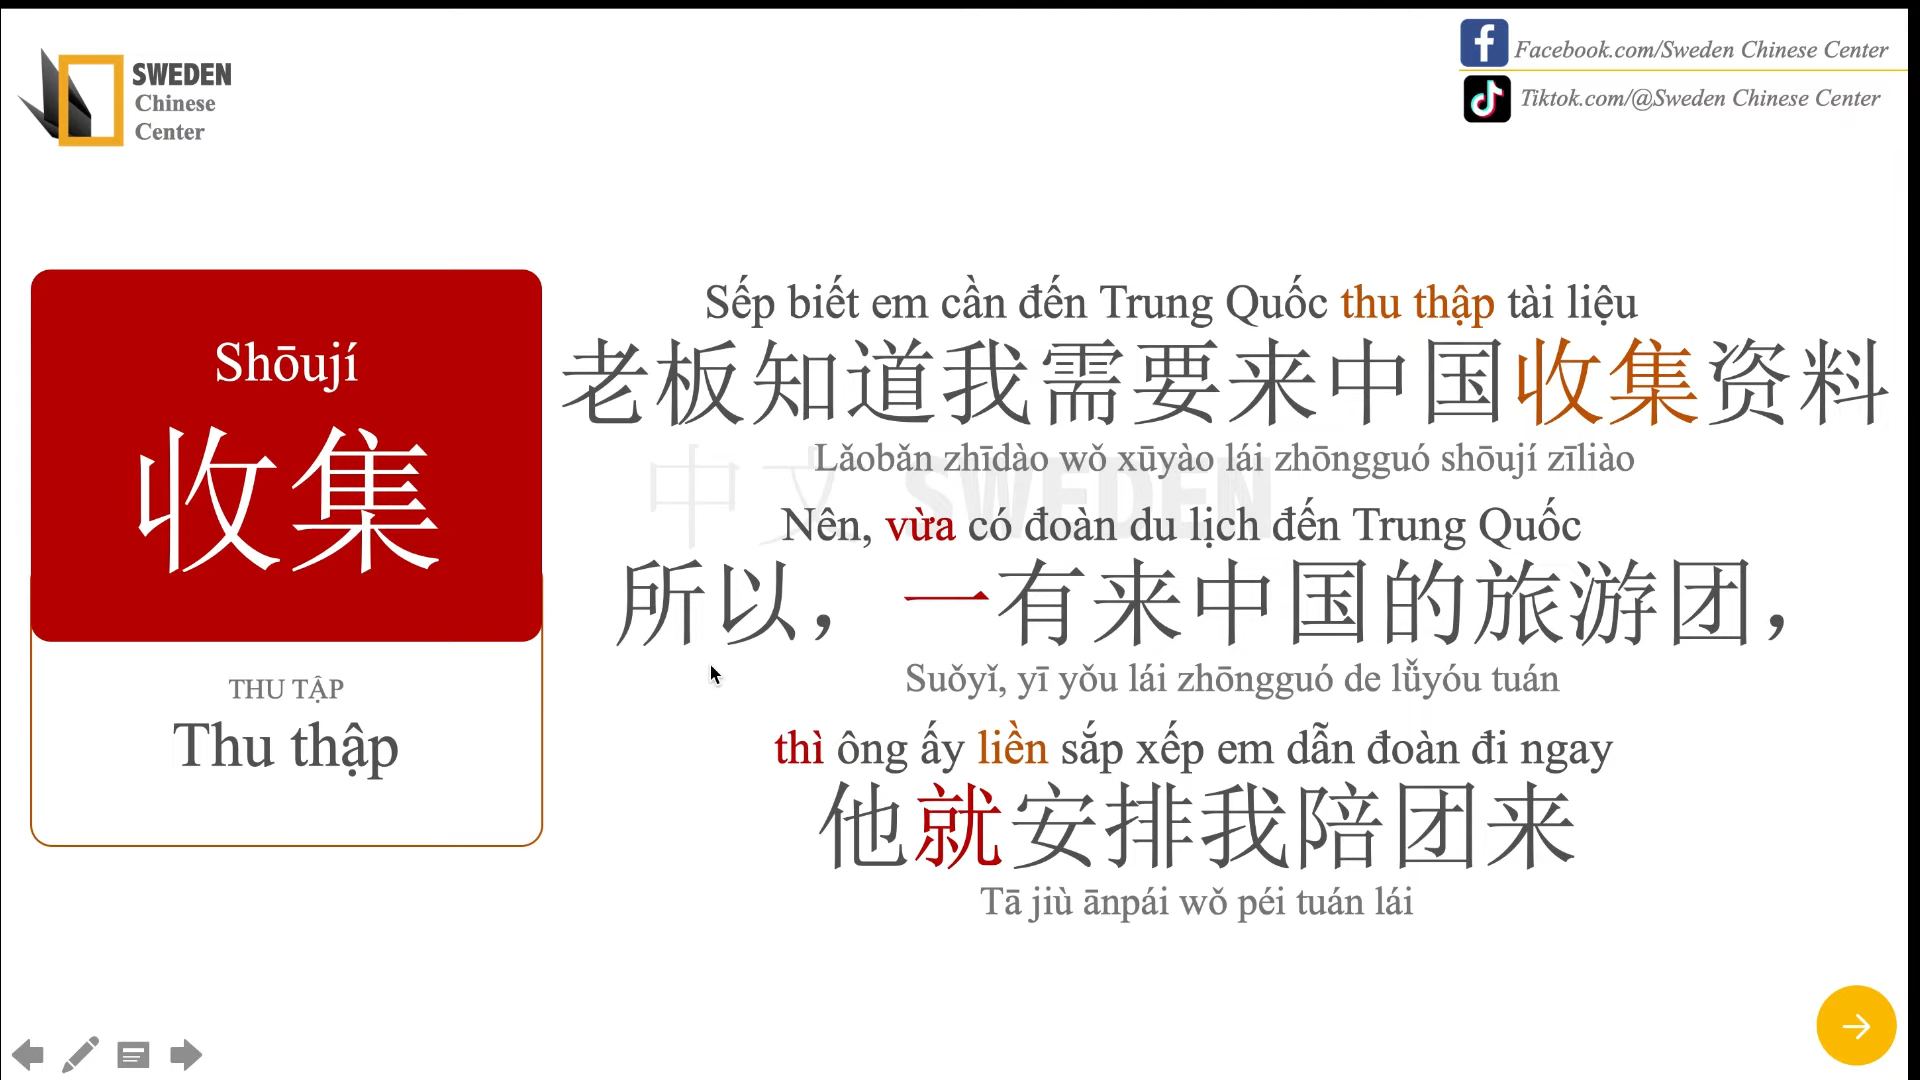 SWEDEN
Chinese
Center
Facebook.com/Sweden Chinese Center
Tiktok.com/@Sweden Chinese Center
Shōují
收集
THU TẬP
Thu thập
Sếp biết em cần đến Trung Quốc thu thập tài liệu
老板知道我需要来中国收集资料
Lǎobǎn zhīdào wǒ xūyào lái zhōngguó shōují zīliào
中文 SWEDEN
Nên, vừa có đoàn du lịch đến Trung Quốc
所以，一有来中国的旅游团，
Suǒyǐ, yī yǒu lái zhōngguó de lǚyóu tuán
thì ông ấy liền sắp xếp em dẫn đoàn đi ngay
他就安排我陪团来
Tā jiù ānpái wǒ péi tuán lái